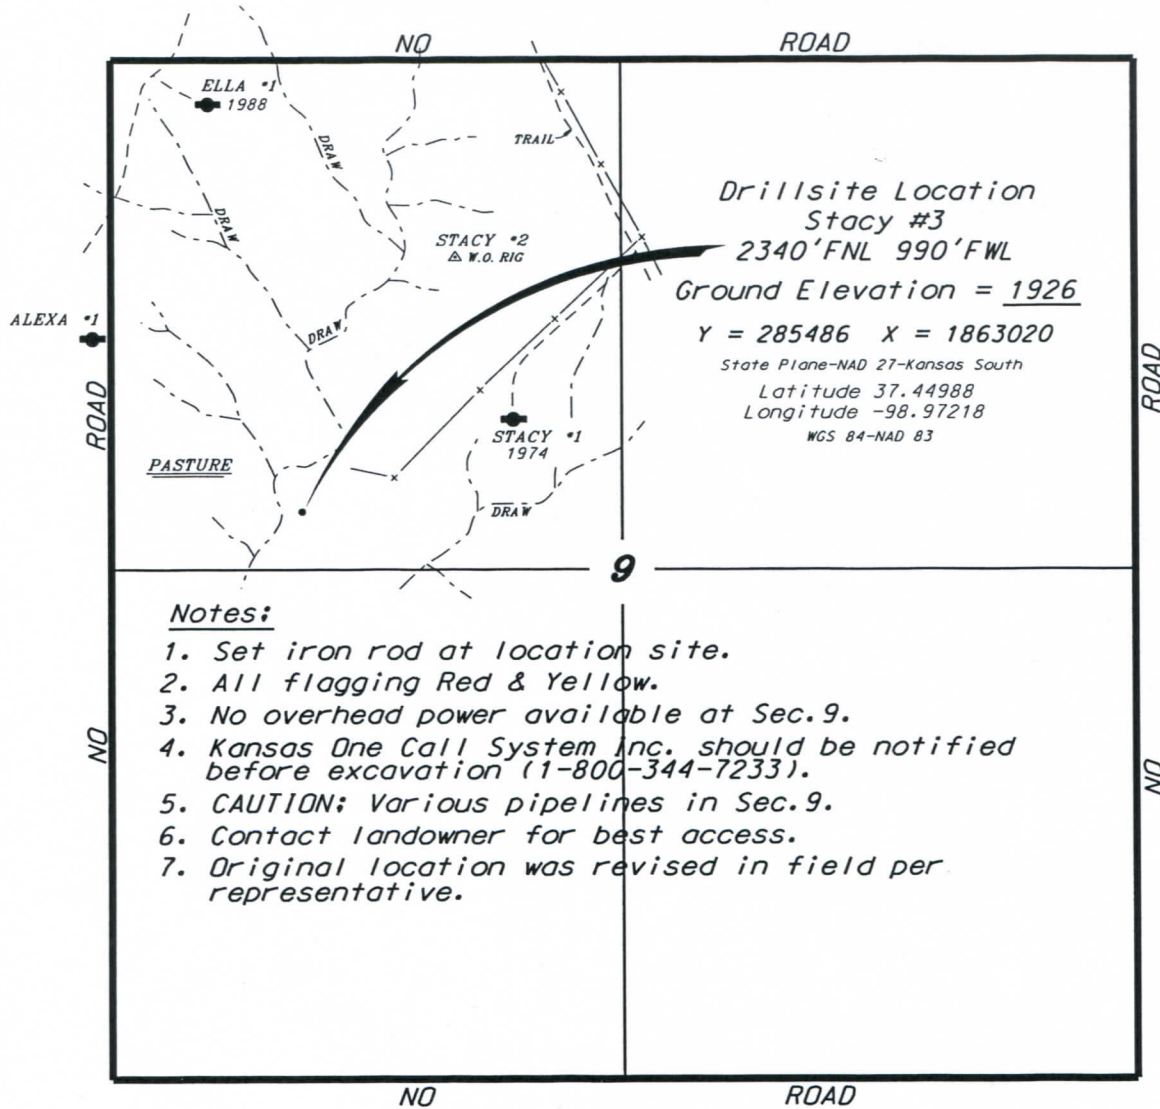 NO ROAD
ELLA #1
1988
TRAIL
DRAW
DRAW
Drillsite Location
Stacy #3
2340'FNL 990'FWL
STACY #2
W.O. RIG
Ground Elevation = 1926
ALEXA #1
DRAW
Y = 285486 X = 1863020
State Plane-NAD 27-Kansas South
Latitude 37.44988
Longitude -98.97218
WGS 84-NAD 83
ROAD
ROAD
STACY #1
1974
PASTURE
DRAW
9
Notes:
1. Set iron rod at location site.
2. All flagging Red & Yellow.
3. No overhead power available at Sec.9.
4. Kansas One Call System Inc. should be notified
before excavation (1-800-344-7233).
5. CAUTION: Various pipelines in Sec.9.
6. Contact landowner for best access.
7. Original location was revised in field per
representative.
NO
NO
NO ROAD